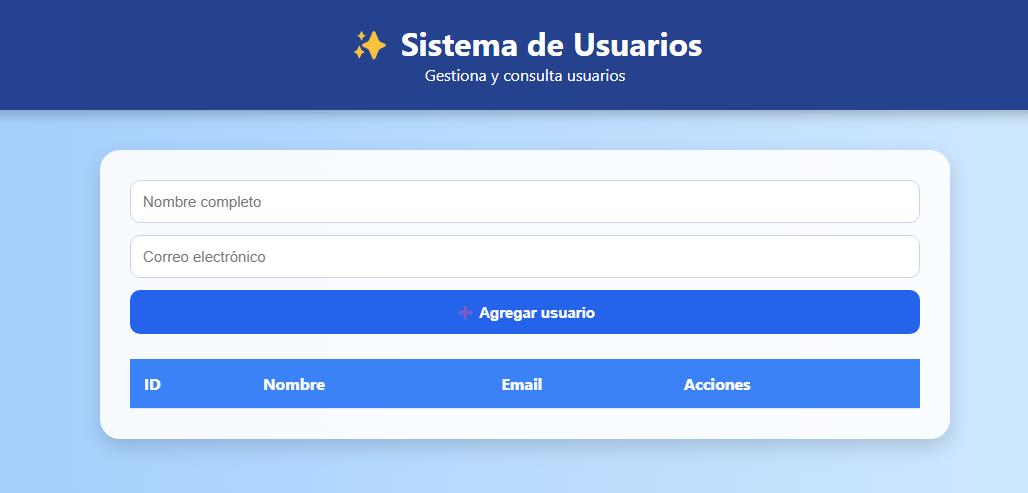 ✨ Sistema de Usuarios
Gestiona y consulta usuarios
Nombre completo
Correo electrónico
➕ Agregar usuario
ID Nombre Email Acciones